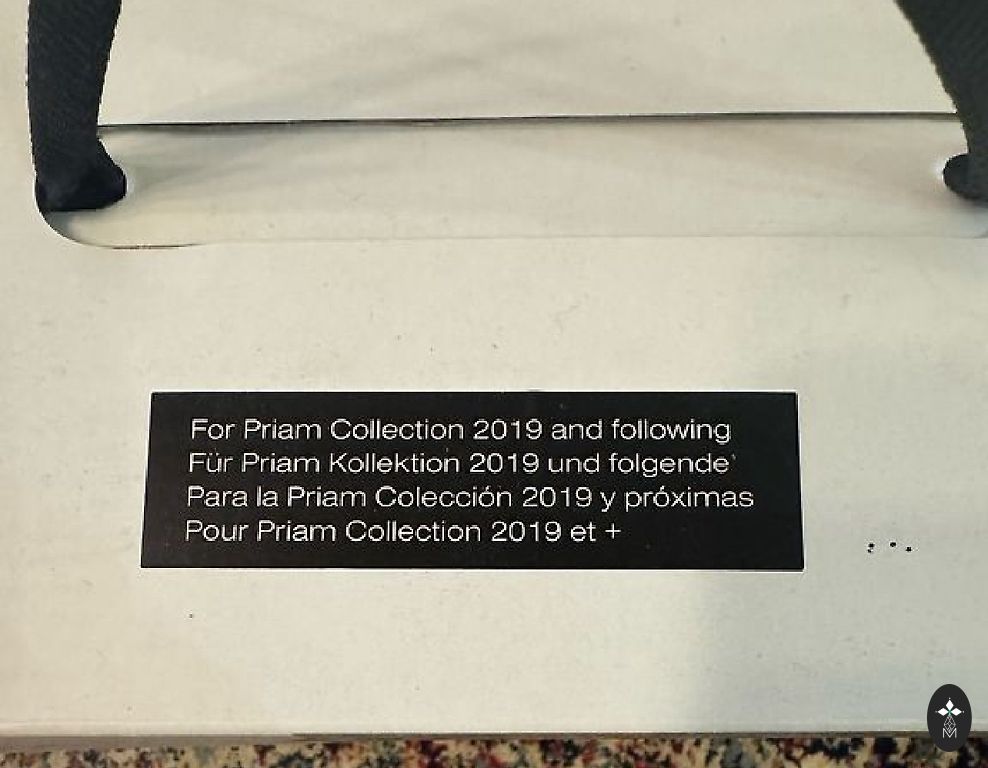 For Priam Collection 2019 and following
Für Priam Kollektion 2019 und folgende
Para la Priam Colección 2019 y próximas
Pour Priam Collection 2019 et +
M